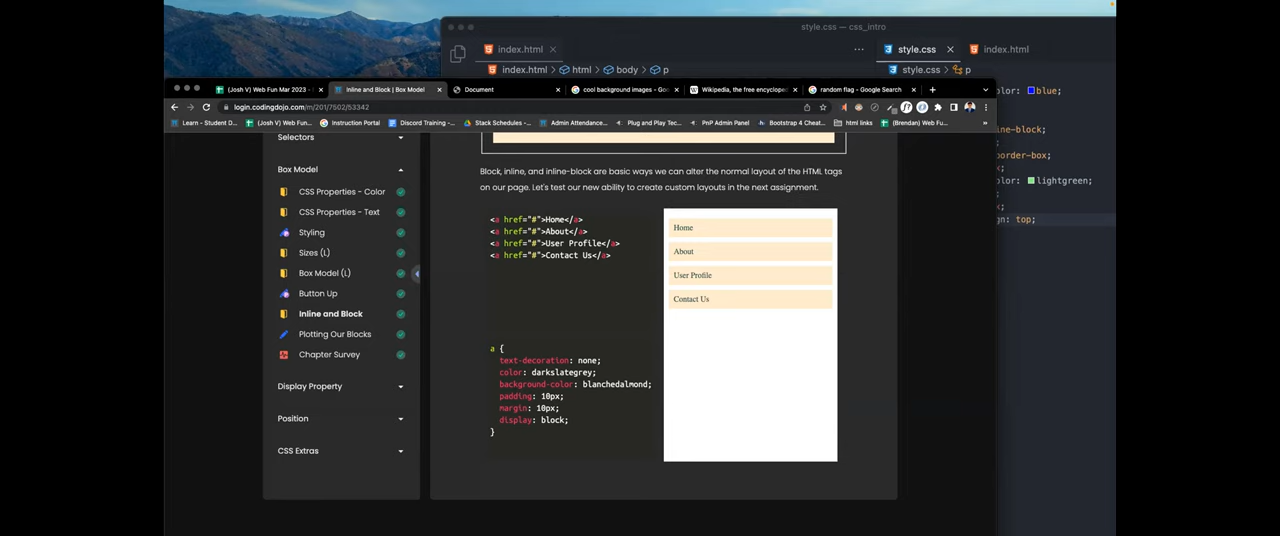 style.css — css_intro
index.html
style.css
index.html
index.html > html > body > p
style.css > p
(Josh V) Web Fun Mar 2023 -
Inline and Block | Box Model
Document
cool background images - Goo
Wikipedia, the free encyclopedi
random flag - Google Search
login.codingdojo.com/m/201/7502/53342
Learn - Student D...
(Josh V) Web Fun...
Instruction Portal
Discord Training -...
Stack Schedules -...
Admin Attendance...
Plug and Play Tec...
PnP Admin Panel
Bootstrap 4 Cheat...
html links
(Brendan) Web Fu...
olor: blue;
ine-block;
border-box;
olor: lightgreen;
gn: top;
Selectors
Box Model
CSS Properties - Color
CSS Properties - Text
Styling
Sizes (L)
Box Model (L)
Button Up
Inline and Block
Plotting Our Blocks
Chapter Survey
Display Property
Position
CSS Extras
Block, inline, and inline-block are basic ways we can alter the normal layout of the HTML tags
on our page. Let's test our new ability to create custom layouts in the next assignment.
<a href="#">Home</a>
<a href="#">About</a>
<a href="#">User Profile</a>
<a href="#">Contact Us</a>
a {
text-decoration: none;
color: darkslategrey;
background-color: blanchedalmond;
padding: 10px;
margin: 10px;
display: block;
}
Home
About
User Profile
Contact Us